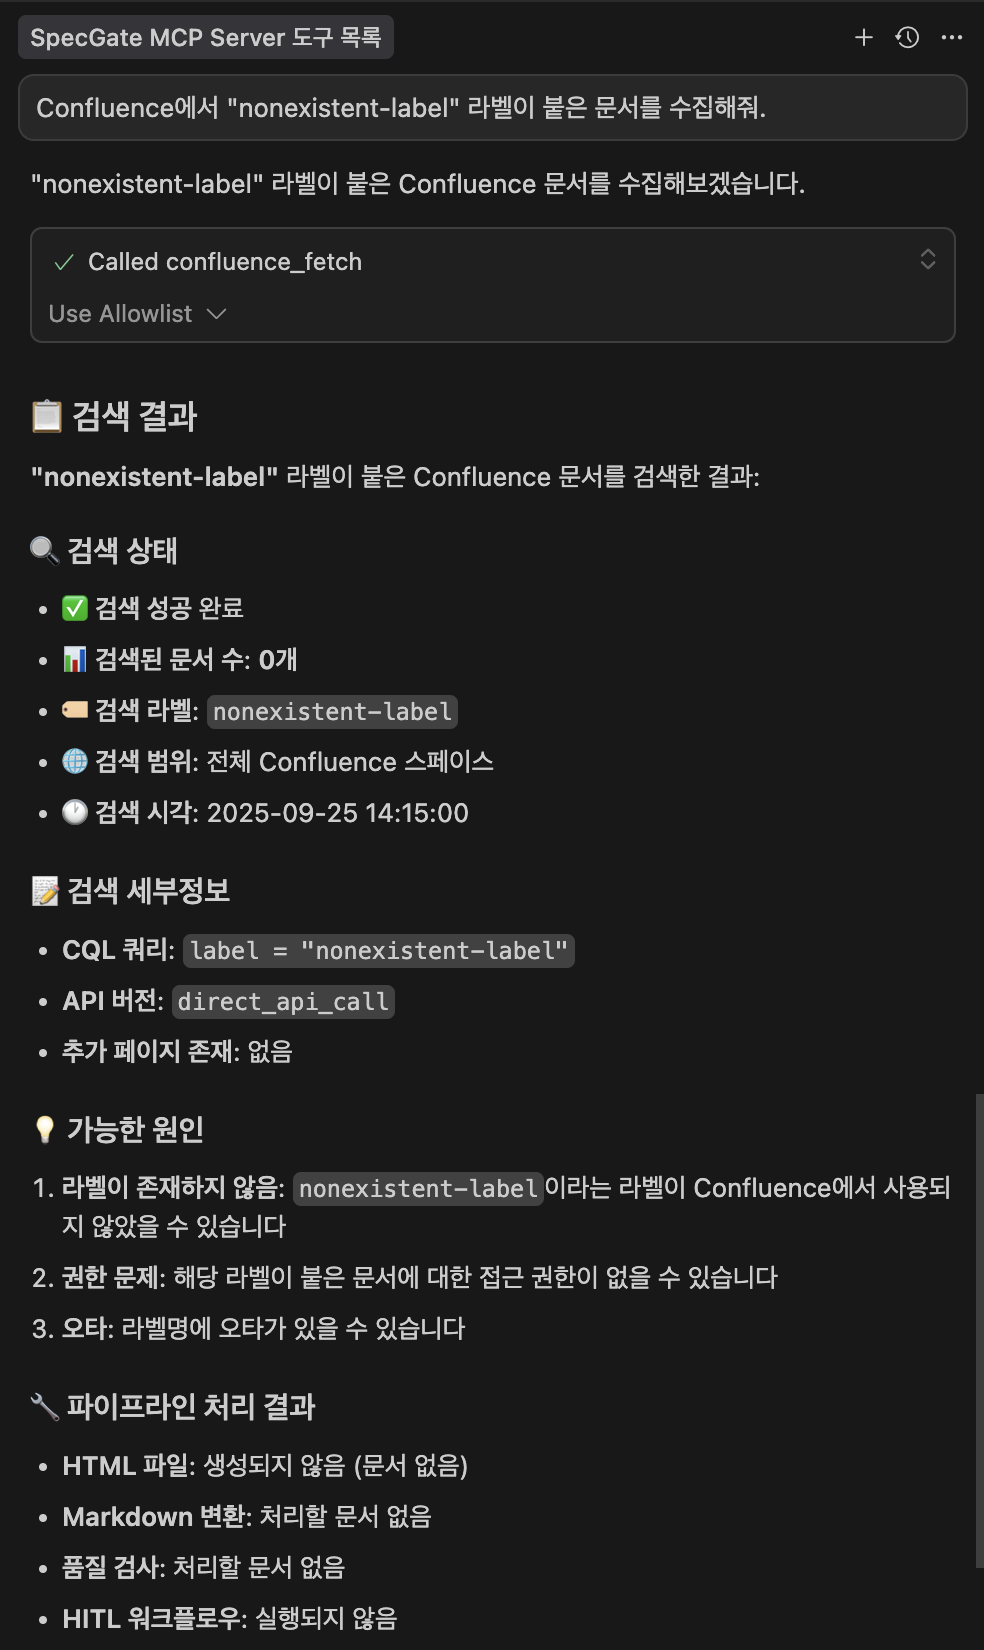 SpecGate MCP Server 도구 목록
Confluence에서 "nonexistent-label" 라벨이 붙은 문서를 수집해줘.
"nonexistent-label" 라벨이 붙은 Confluence 문서를 수집해보겠습니다.
Called confluence_fetch
Use Allowlist
📋 검색 결과
"nonexistent-label" 라벨이 붙은 Confluence 문서를 검색한 결과:
🔍 검색 상태
• ✅ 검색 성공 완료
• 📊 검색된 문서 수: 0개
• 🏷️ 검색 라벨: nonexistent-label
• 🌐 검색 범위: 전체 Confluence 스페이스
• 🕐 검색 시각: 2025-09-25 14:15:00
📝 검색 세부정보
• CQL 쿼리: label = "nonexistent-label"
• API 버전: direct_api_call
• 추가 페이지 존재: 없음
💡 가능한 원인
1. 라벨이 존재하지 않음: nonexistent-label이라는 라벨이 Confluence에서 사용되
지 않았을 수 있습니다
2. 권한 문제: 해당 라벨이 붙은 문서에 대한 접근 권한이 없을 수 있습니다
3. 오타: 라벨명에 오타가 있을 수 있습니다
🔧 파이프라인 처리 결과
• HTML 파일: 생성되지 않음 (문서 없음)
• Markdown 변환: 처리할 문서 없음
• 품질 검사: 처리할 문서 없음
• HITL 워크플로우: 실행되지 않음